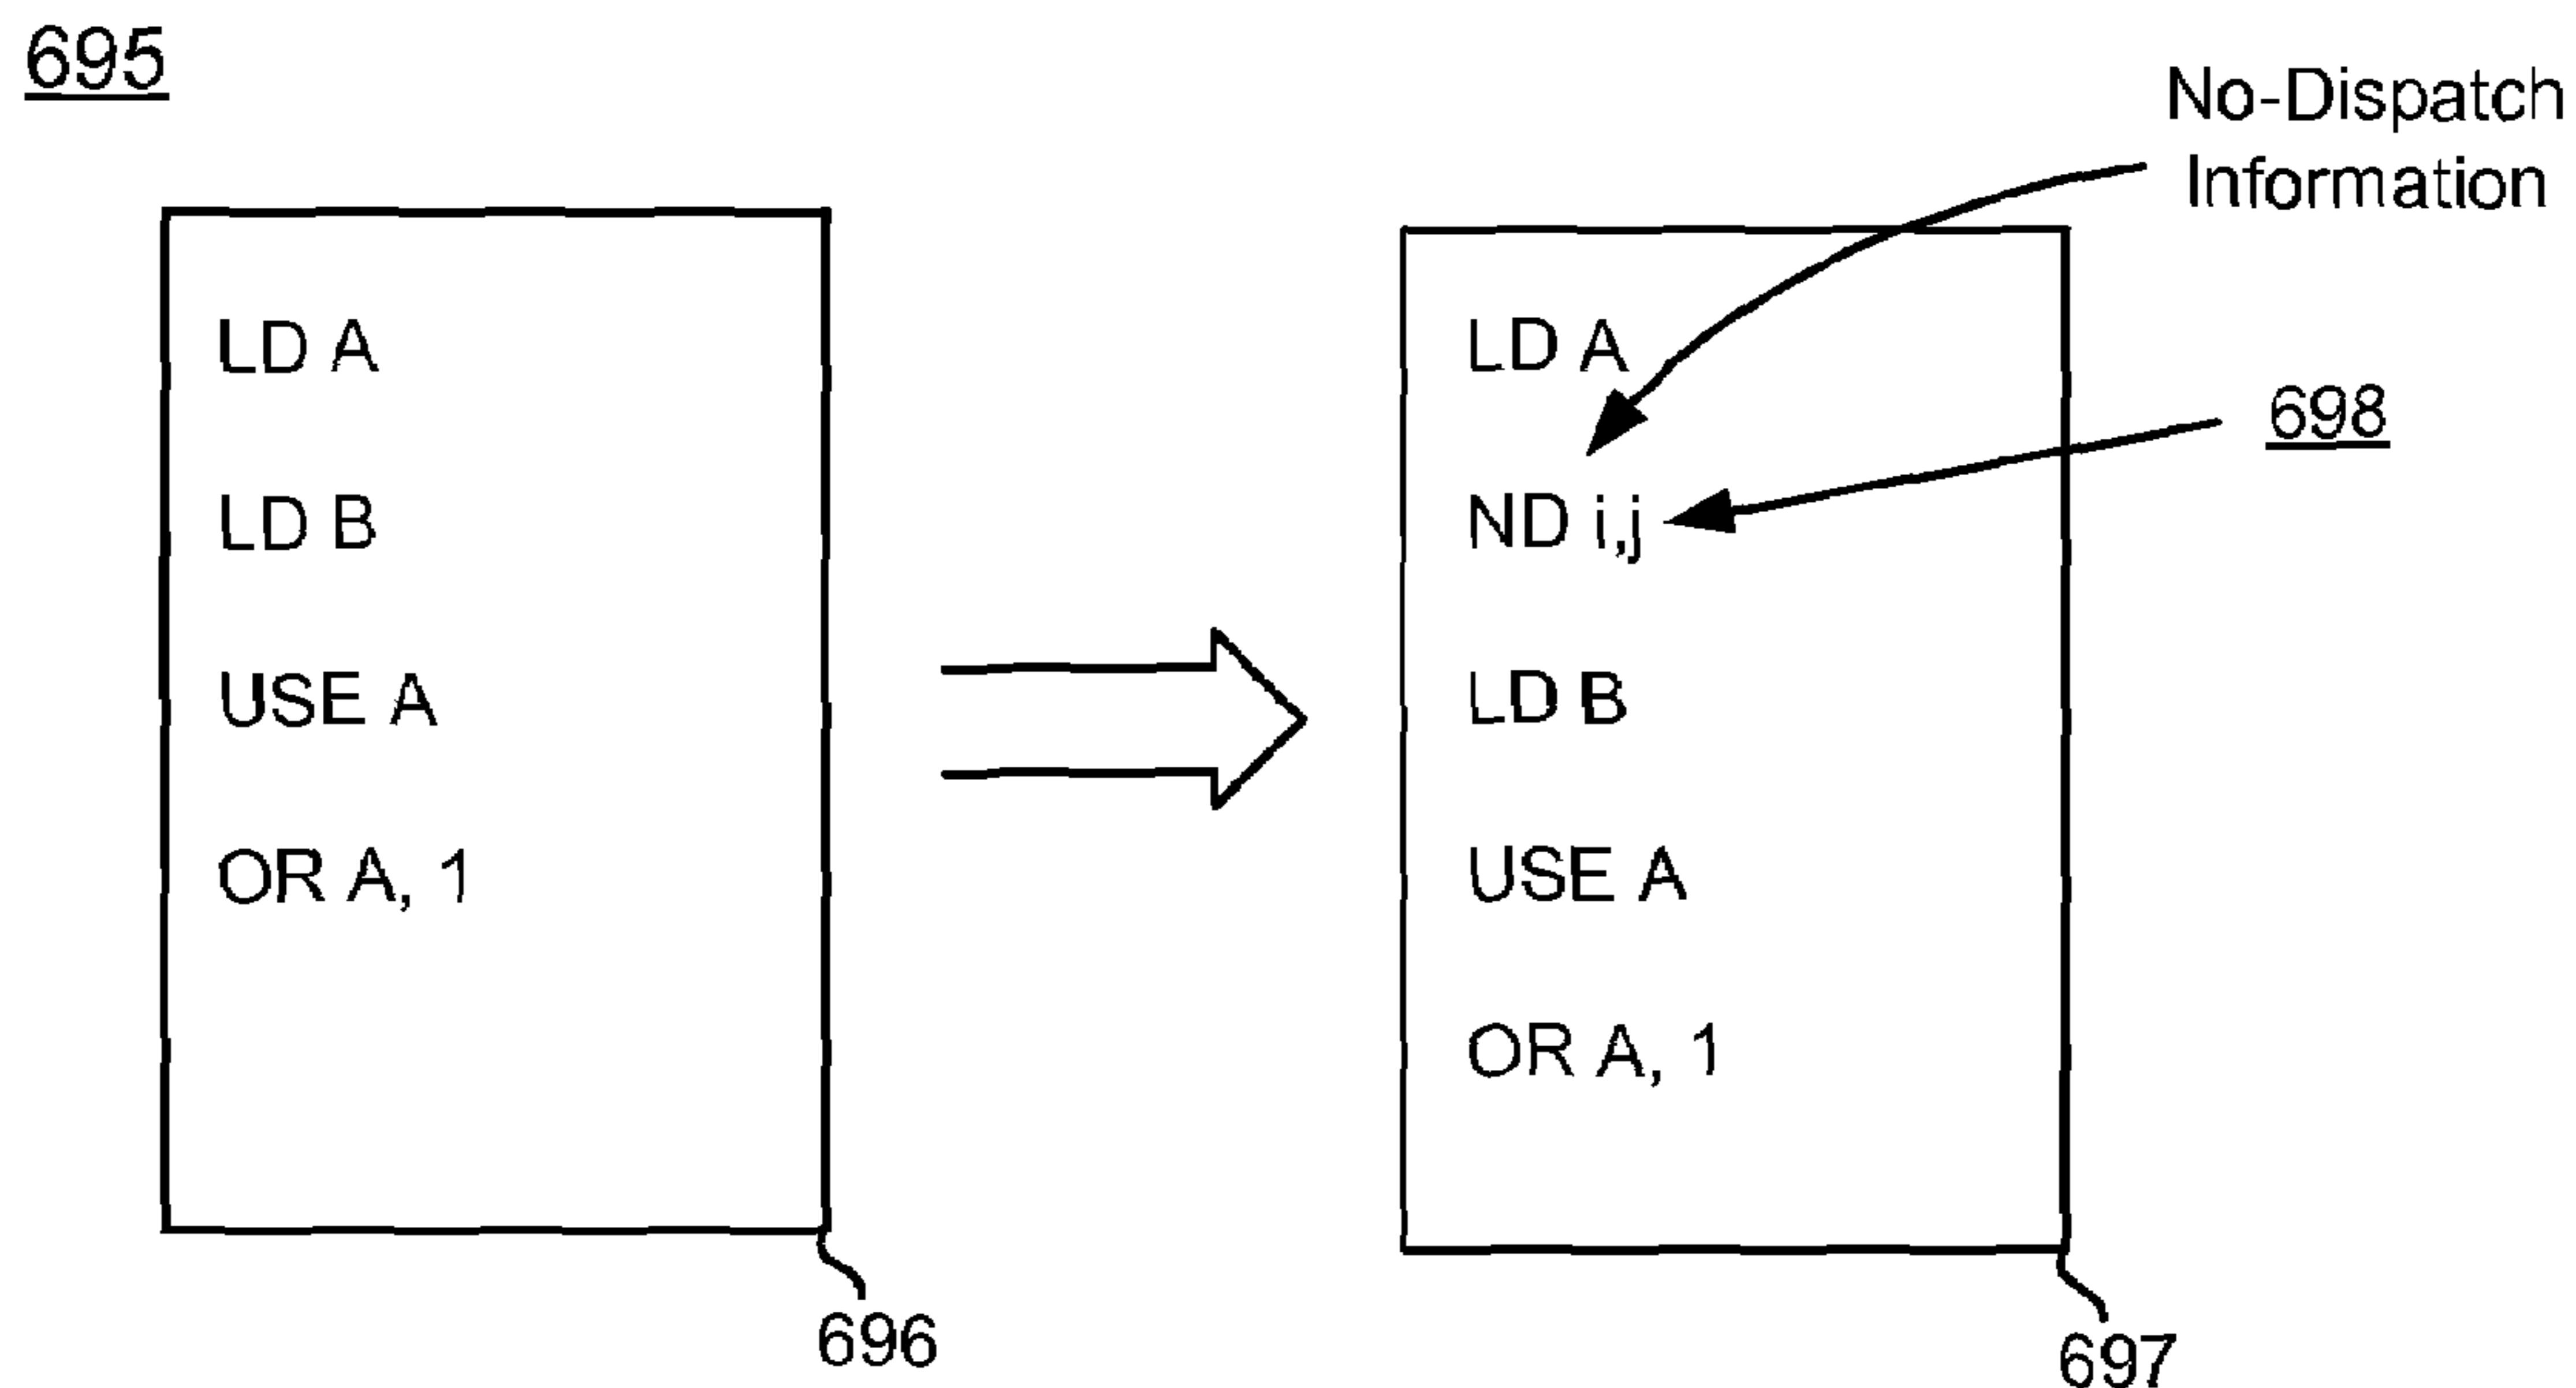 695
No-Dispatch
Information
LD A
LD B
USE A
OR A, 1
696
LD A
ND i,j
LD B
USE A
OR A, 1
698
697